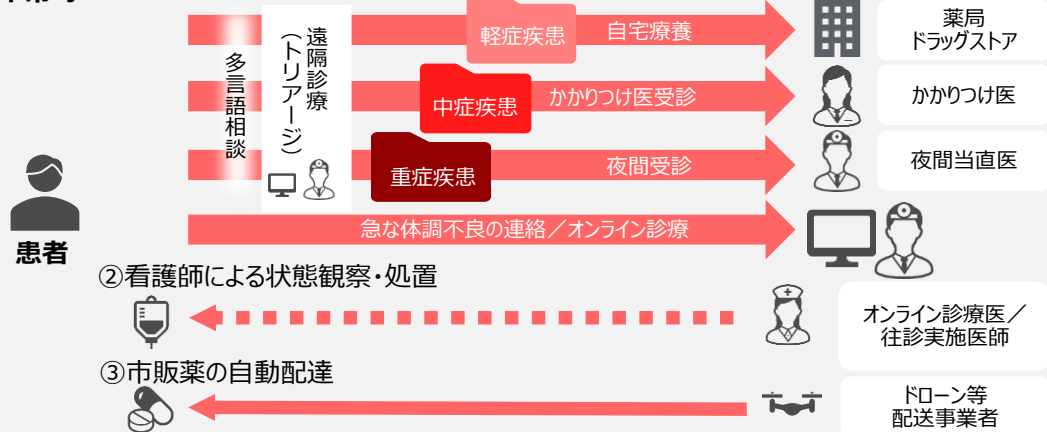 多言語相談
遠隔診療
(トリアージ)
軽症疾患
自宅療養
薬局
ドラッグストア
中症疾患
かかりつけ医受診
かかりつけ医
重症疾患
夜間受診
夜間当直医
患者
急な体調不良の連絡／オンライン診療
②看護師による状態観察・処置
オンライン診療医／
往診実施医師
③市販薬の自動配達
ドローン等
配送事業者